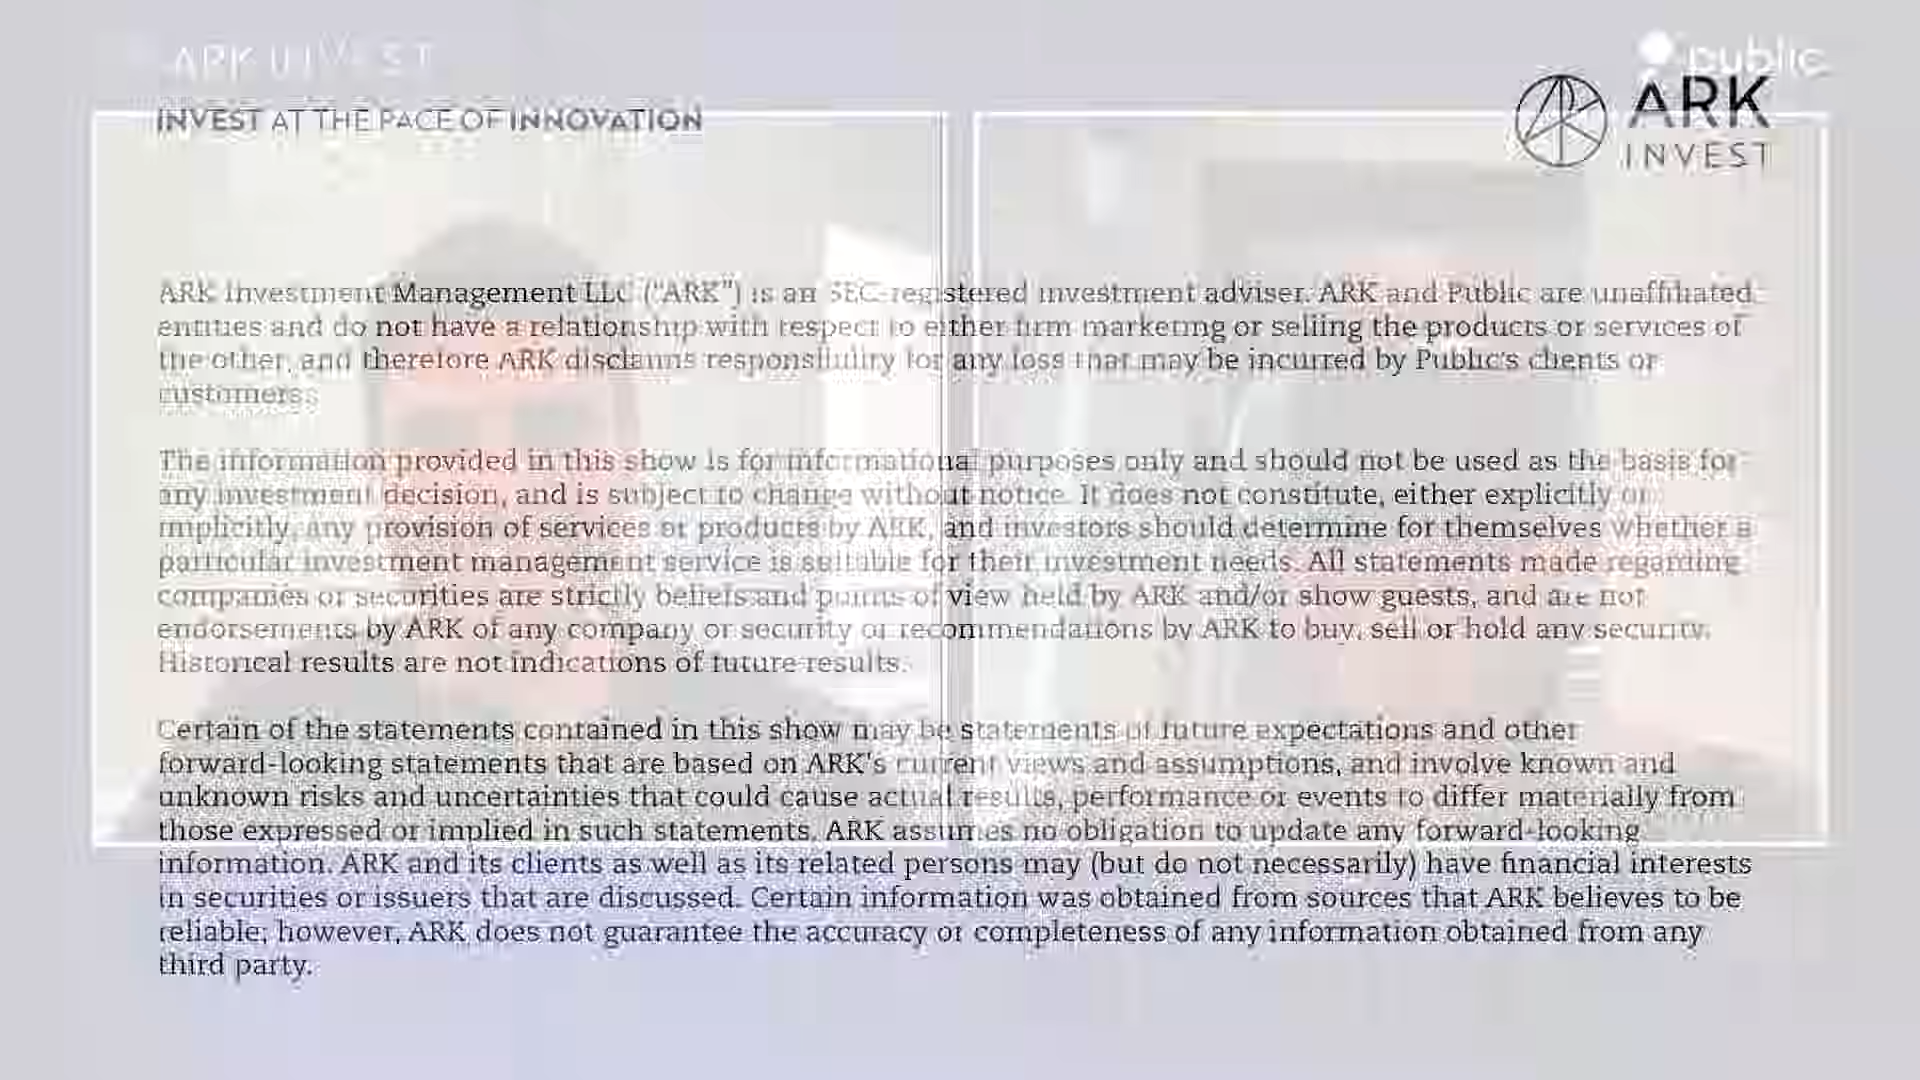 ARK INVEST
public
INVEST AT THE PACE OF INNOVATION
ARK
INVEST
ARK Investment Management LLC ("ARK") is an SEC-registered investment adviser. ARK and Public are unaffiliated
entities and do not have a relationship with respect to either firm marketing or selling the products or services of
the other, and therefore ARK disclaims responsibility for any loss that may be incurred by Public's clients or
customers.
The information provided in this show is for informational purposes only and should not be used as the basis for
any investment decision, and is subject to change without notice. It does not constitute, either explicitly or
implicitly, any provision of services or products by ARK, and investors should determine for themselves whether a
particular investment management service is suitable for their investment needs. All statements made regarding
companies or securities are strictly beliefs and points of view held by ARK and/or show guests, and are not
endorsements by ARK of any company or security or recommendations by ARK to buy, sell or hold any security.
Historical results are not indications of future results.
Certain of the statements contained in this show may be statements of future expectations and other
forward-looking statements that are based on ARK's current views and assumptions, and involve known and
unknown risks and uncertainties that could cause actual results, performance or events to differ materially from
those expressed or implied in such statements. ARK assumes no obligation to update any forward-looking
information. ARK and its clients as well as its related persons may (but do not necessarily) have financial interests
in securities or issuers that are discussed. Certain information was obtained from sources that ARK believes to be
reliable; however, ARK does not guarantee the accuracy or completeness of any information obtained from any
third party.